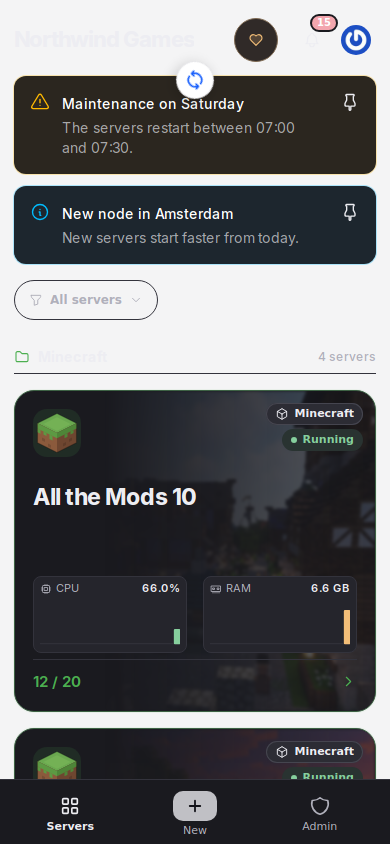 Northwind Games
15
Maintenance on Saturday
The servers restart between 07:00
and 07:30.
New node in Amsterdam
New servers start faster from today.
All servers
Minecraft
4 servers
Minecraft
Running
All the Mods 10
CPU
66.0%
RAM
6.6 GB
12 / 20
Minecraft
Running
Servers
New
Admin